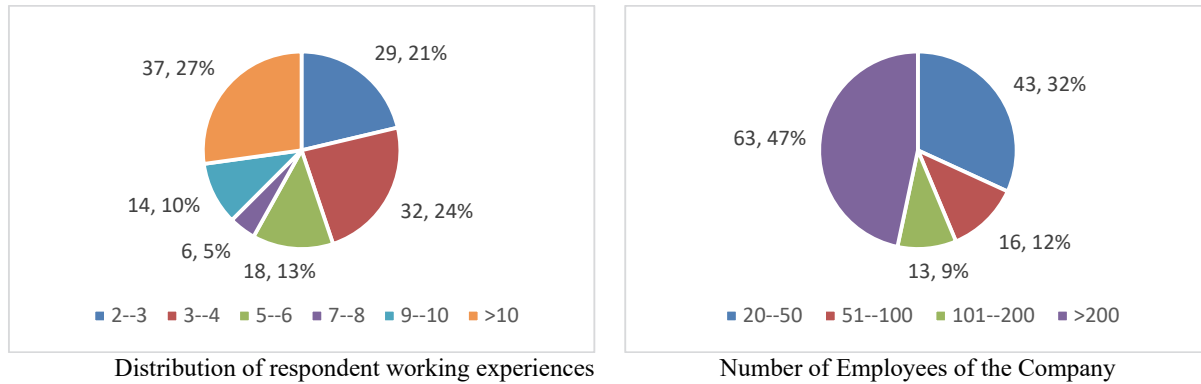 29, 21%
32, 24%
18, 13%
6, 5%
14, 10%
37, 27%
2--3 3--4 5--6 7--8 9--10 >10
Distribution of respondent working experiences
43, 32%
16, 12%
13, 9%
63, 47%
20--50 51--100 101--200 >200
Number of Employees of the Company